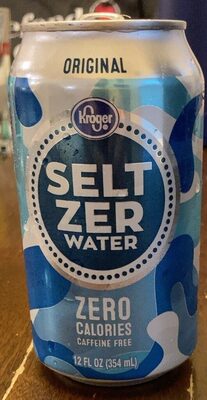 ORIGINAL
Kroger
SELT
ZER
WATER
ZERO
CALORIES
CAFFEINE FREE
12 FL OZ (354 mL)